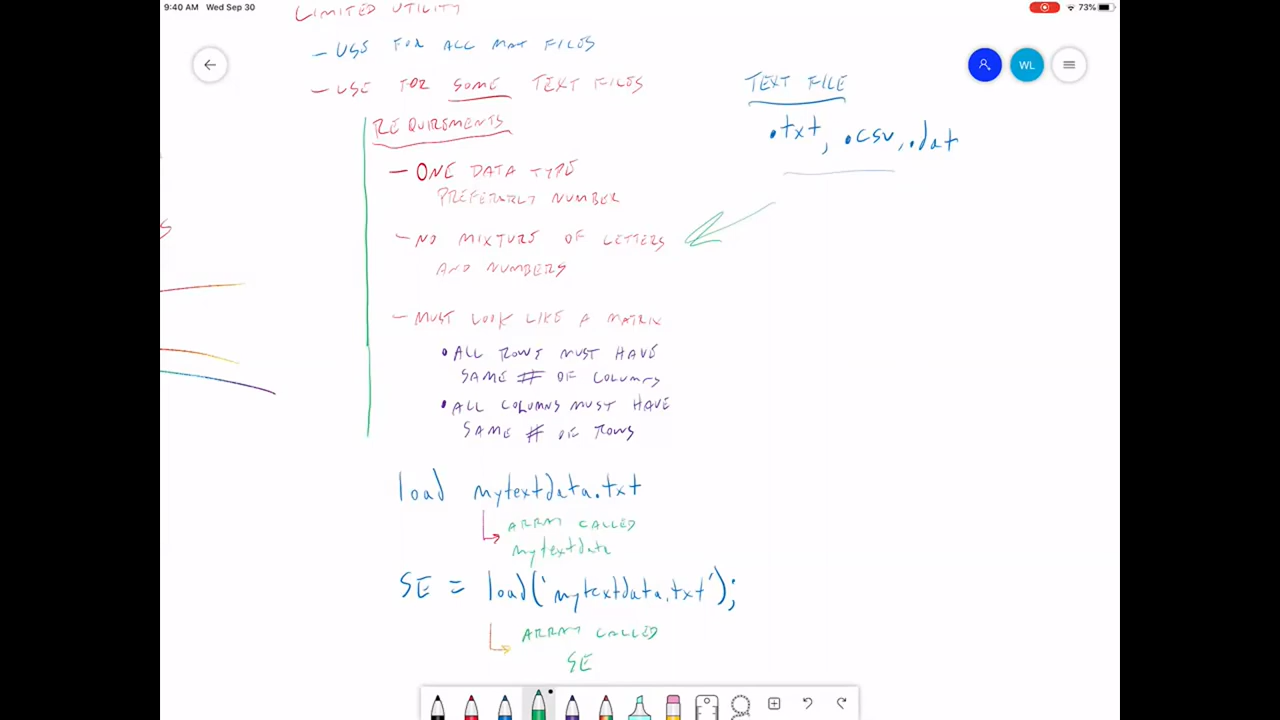 9:40 AM Wed Sep 30
73%
LIMITED UTILITY
- USE FOR ALL MAT FILES
- USE FOR SOME TEXT FILES
WL
TEXT FILE
.txt, .csv, .dat
REQUIREMENTS
- ONE DATA TYPE
PREFERABLY NUMBER
- NO MIXTURE OF LETTERS
AND NUMBERS
- MUST LOOK LIKE A MATRIX
• ALL ROWS MUST HAVE
SAME # OF COLUMNS
• ALL COLUMNS MUST HAVE
SAME # OF ROWS
load mytextdata.txt
ARRAY CALLED
mytextdata
SE = load('mytextdata.txt');
ARRAY CALLED
SE